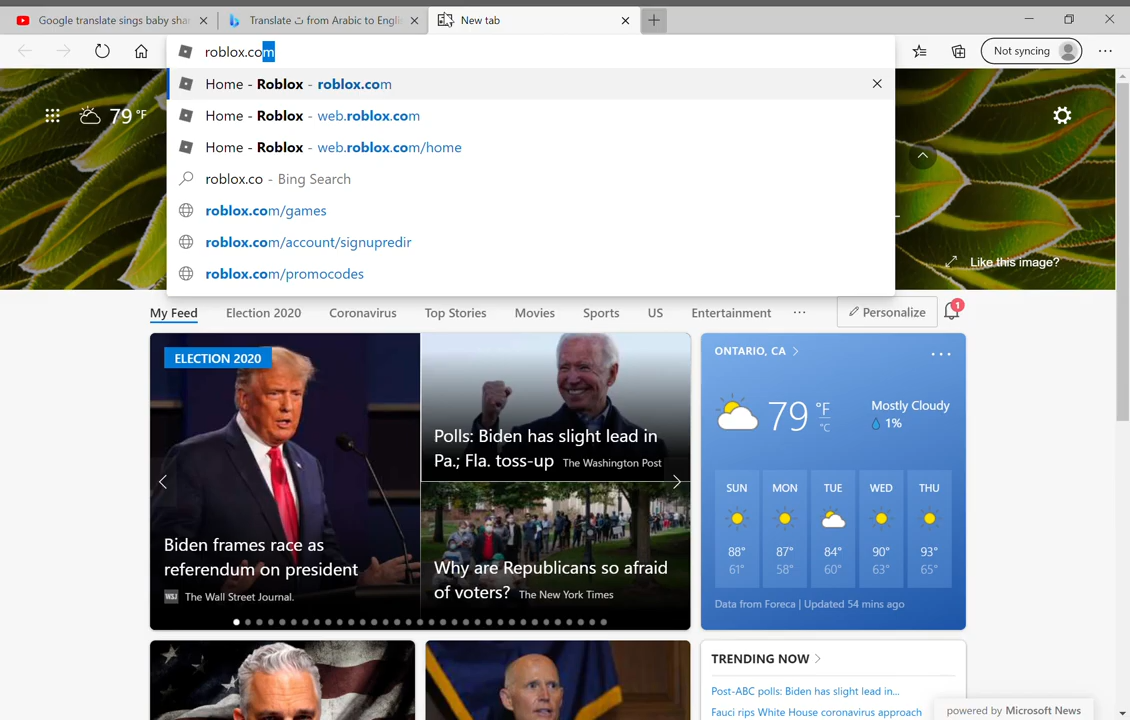 Google translate sings baby shar
Translate ت from Arabic to Englis
New tab
roblox.com
Not syncing
Home - Roblox - roblox.com
Home - Roblox - web.roblox.com
Home - Roblox - web.roblox.com/home
roblox.co - Bing Search
roblox.com/games
roblox.com/account/signupredir
roblox.com/promocodes
79 °F
Like this image?
My Feed Election 2020 Coronavirus Top Stories Movies Sports US Entertainment ... Personalize 1
ELECTION 2020
Biden frames race as
referendum on president
WSJ The Wall Street Journal.
Polls: Biden has slight lead in
Pa.; Fla. toss-up The Washington Post
Why are Republicans so afraid
of voters? The New York Times
ONTARIO, CA
79 °F
°C
Mostly Cloudy
1%
SUN MON TUE WED THU
88° 87° 84° 90° 93°
61° 58° 60° 63° 65°
Data from Foreca | Updated 54 mins ago
TRENDING NOW
Post-ABC polls: Biden has slight lead in...
Fauci rips White House coronavirus approach
powered by Microsoft News